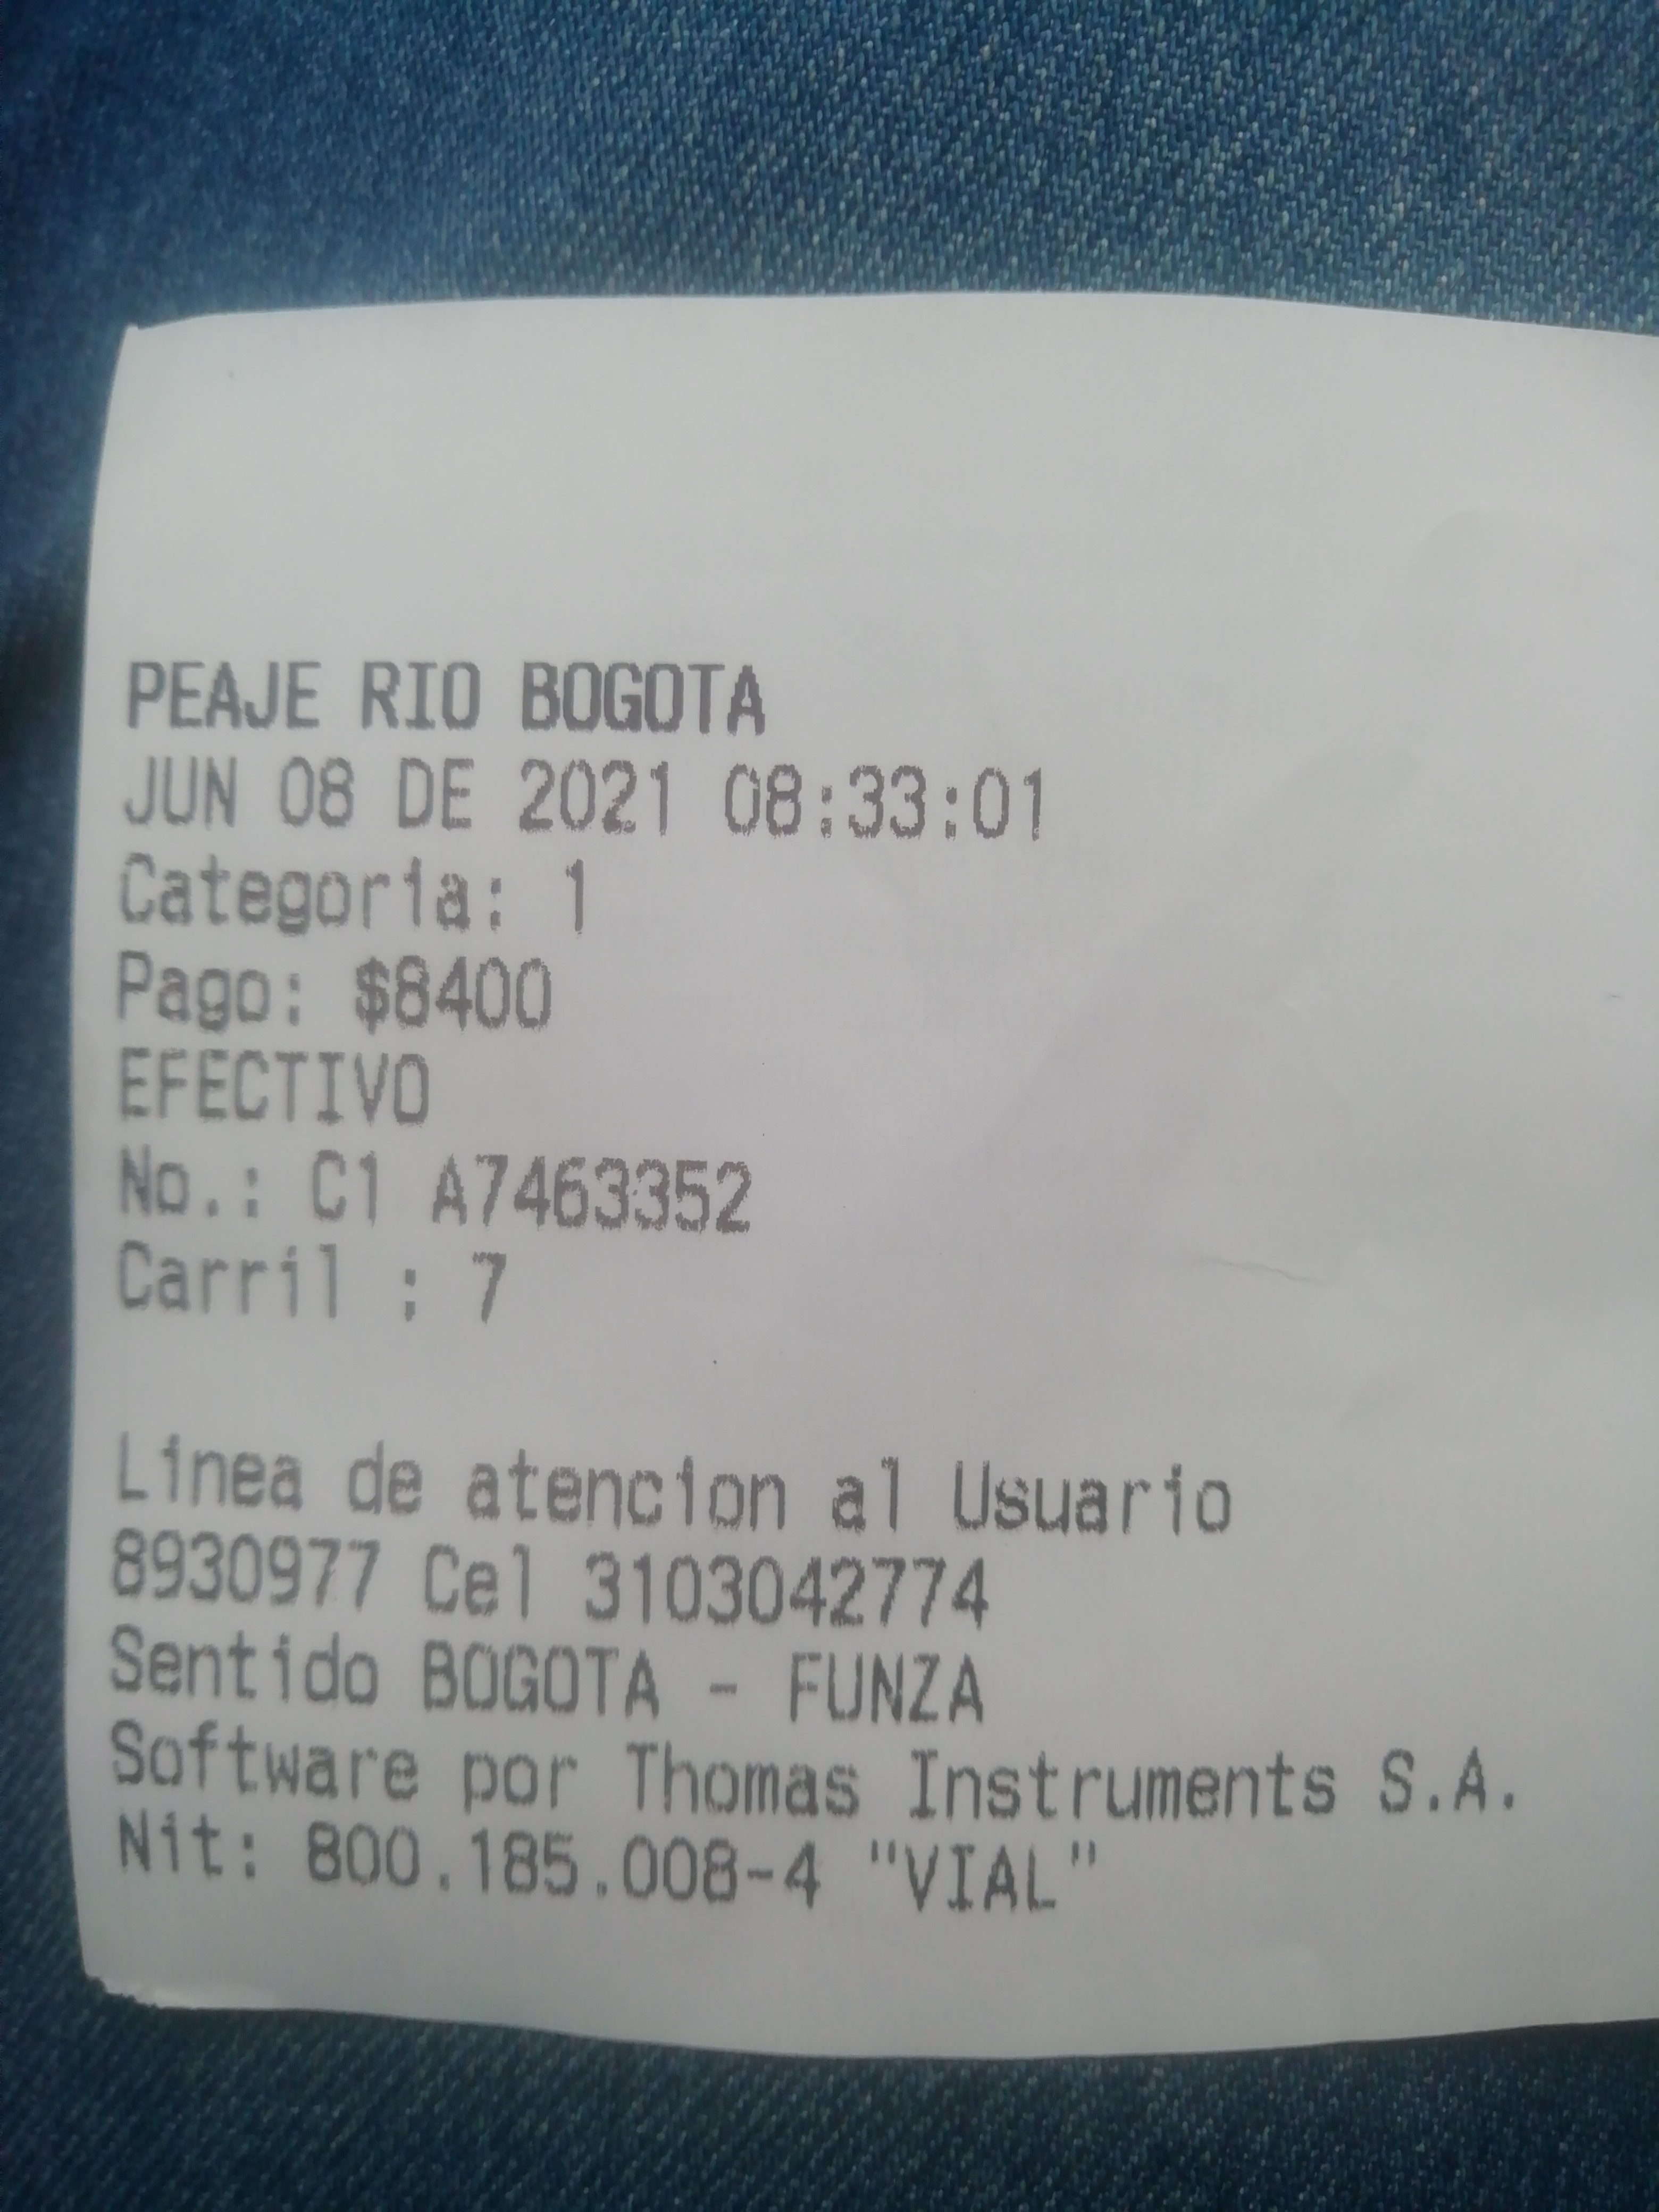 PEAJE RIO BOGOTA
JUN 08 DE 2021 08:33:01
Categoria: 1
Pago: $8400
EFECTIVO
No.: C1 A7463352
Carril : 7
Linea de atencion al Usuario
8930977 Cel 3103042774
Sentido BOGOTA - FUNZA
Software por Thomas Instruments S.A.
Nit: 800.185.008-4 "VIAL"